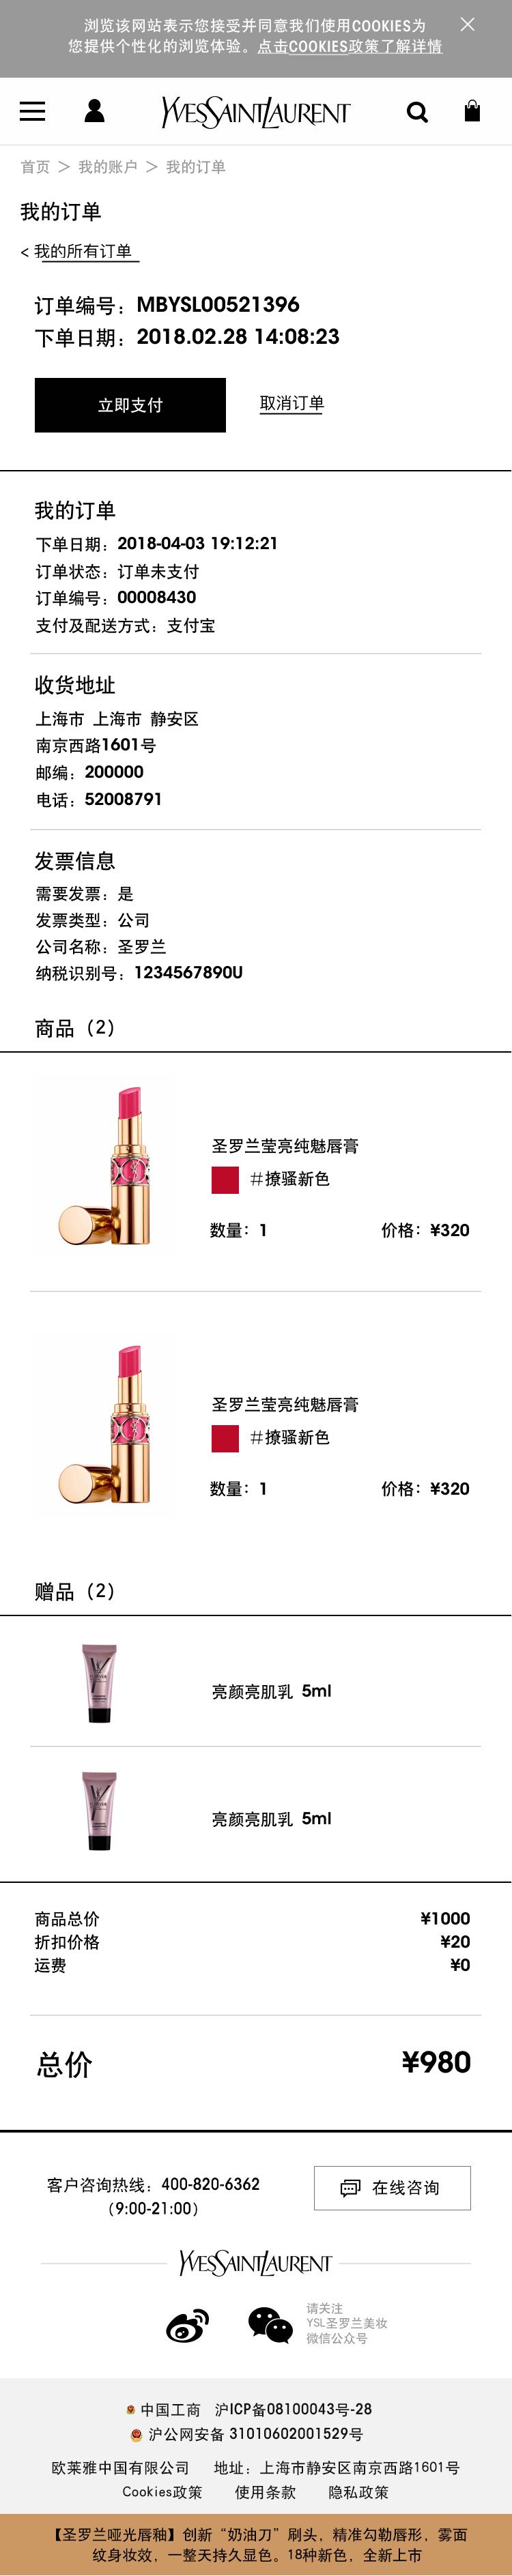 浏览该网站表示您接受并同意我们使用COOKIES为
您提供个性化的浏览体验。点击COOKIES政策了解详情
YVESSAINTLAURENT
首页 > 我的账户 > 我的订单
我的订单
< 我的所有订单
订单编号：MBYSL00521396
下单日期：2018.02.28 14:08:23
立即支付 取消订单
我的订单
下单日期：2018-04-03 19:12:21
订单状态：订单未支付
订单编号：00008430
支付及配送方式：支付宝
收货地址
上海市 上海市 静安区
南京西路1601号
邮编：200000
电话：52008791
发票信息
需要发票：是
发票类型：公司
公司名称：圣罗兰
纳税识别号：1234567890U
商品（2）
圣罗兰莹亮纯魅唇膏
#撩骚新色
数量：1 价格：¥320
圣罗兰莹亮纯魅唇膏
#撩骚新色
数量：1 价格：¥320
赠品（2）
亮颜亮肌乳 5ml
亮颜亮肌乳 5ml
商品总价 ¥1000
折扣价格 ¥20
运费 ¥0
总价 ¥980
客户咨询热线：400-820-6362
（9:00-21:00）
在线咨询
YVESSAINTLAURENT
请关注
YSL圣罗兰美妆
微信公众号
中国工商 沪ICP备08100043号-28
沪公网安备 31010602001529号
欧莱雅中国有限公司 地址：上海市静安区南京西路1601号
Cookies政策 使用条款 隐私政策
【圣罗兰哑光唇釉】创新“奶油刀”刷头，精准勾勒唇形，雾面
纹身妆效，一整天持久显色。18种新色，全新上市